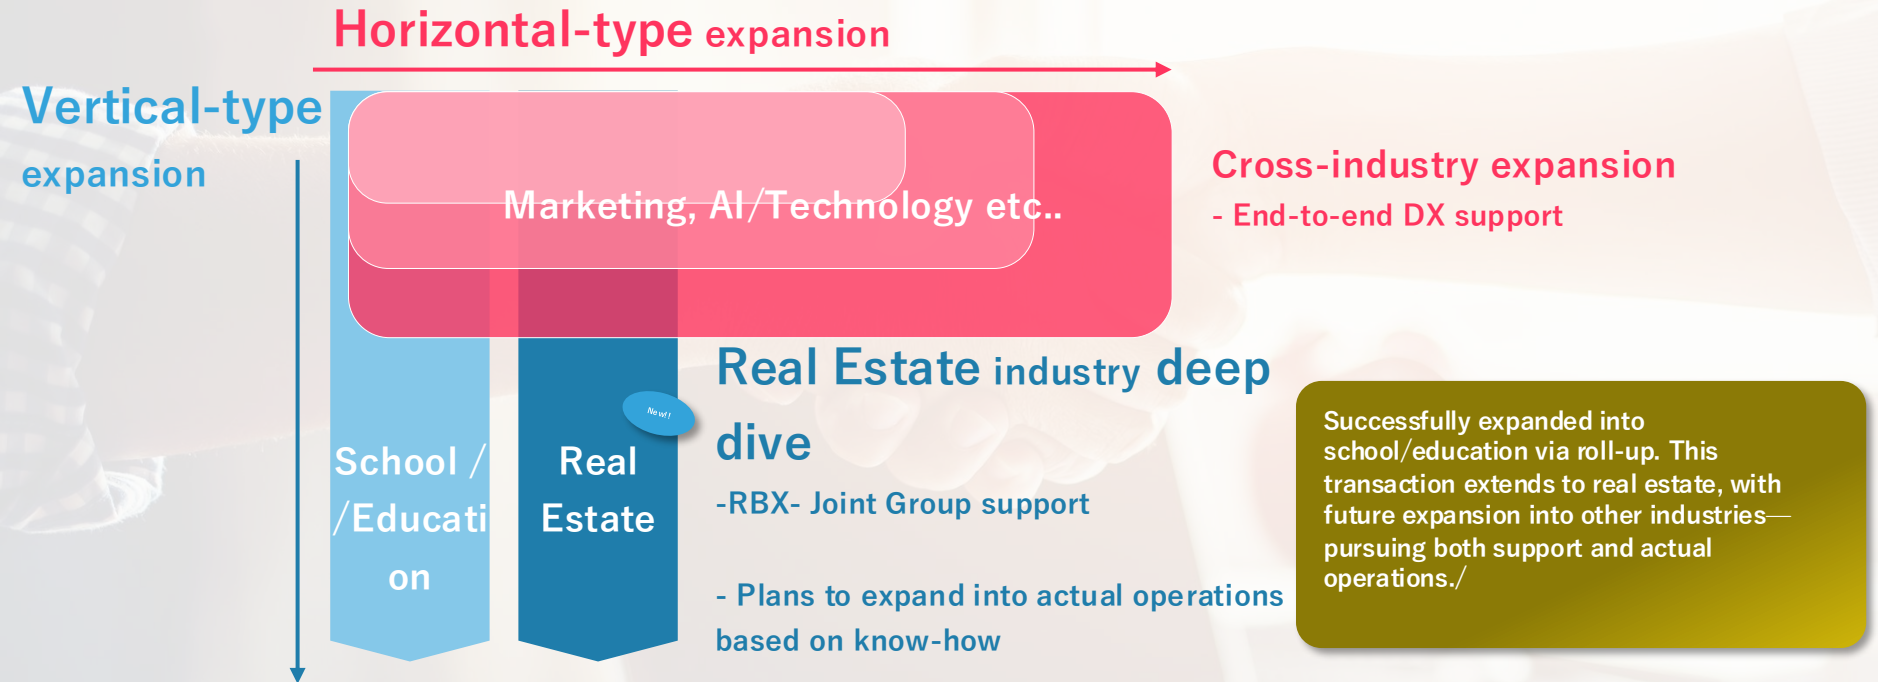 Horizontal-type expansion
Vertical-type
expansion
Marketing, AI/Technology etc..
Cross-industry expansion
- End-to-end DX support
School /
/Educati
on
New!!
Real
Estate
Real Estate industry deep
dive
-RBX- Joint Group support
- Plans to expand into actual operations
based on know-how
Successfully expanded into
school/education via roll-up. This
transaction extends to real estate, with
future expansion into other industries—
pursuing both support and actual
operations./